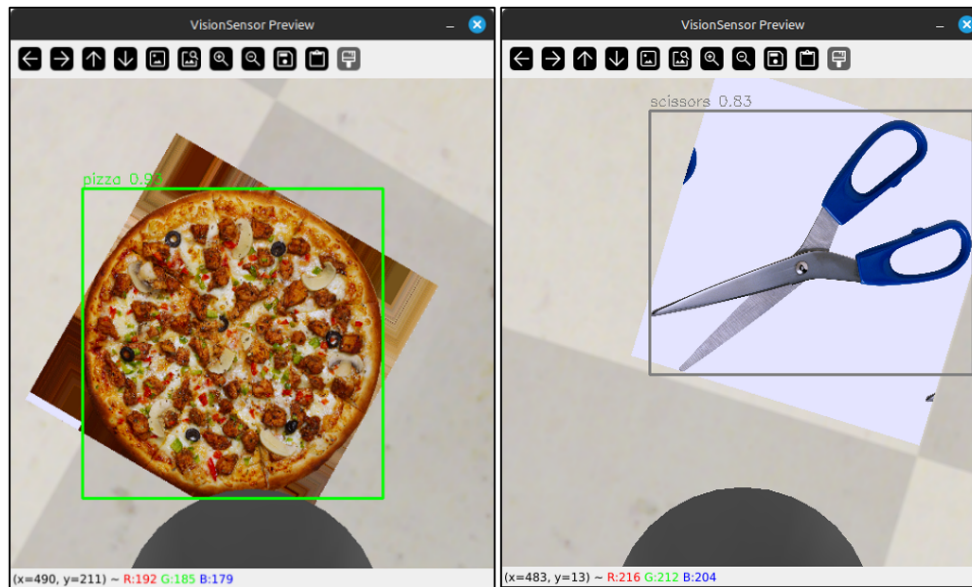 VisionSensor Preview
pizza 0.93
(x=490, y=211) ~ R:192 G:185 B:179
VisionSensor Preview
scissors 0.83
(x=483, y=13) ~ R:216 G:212 B:204